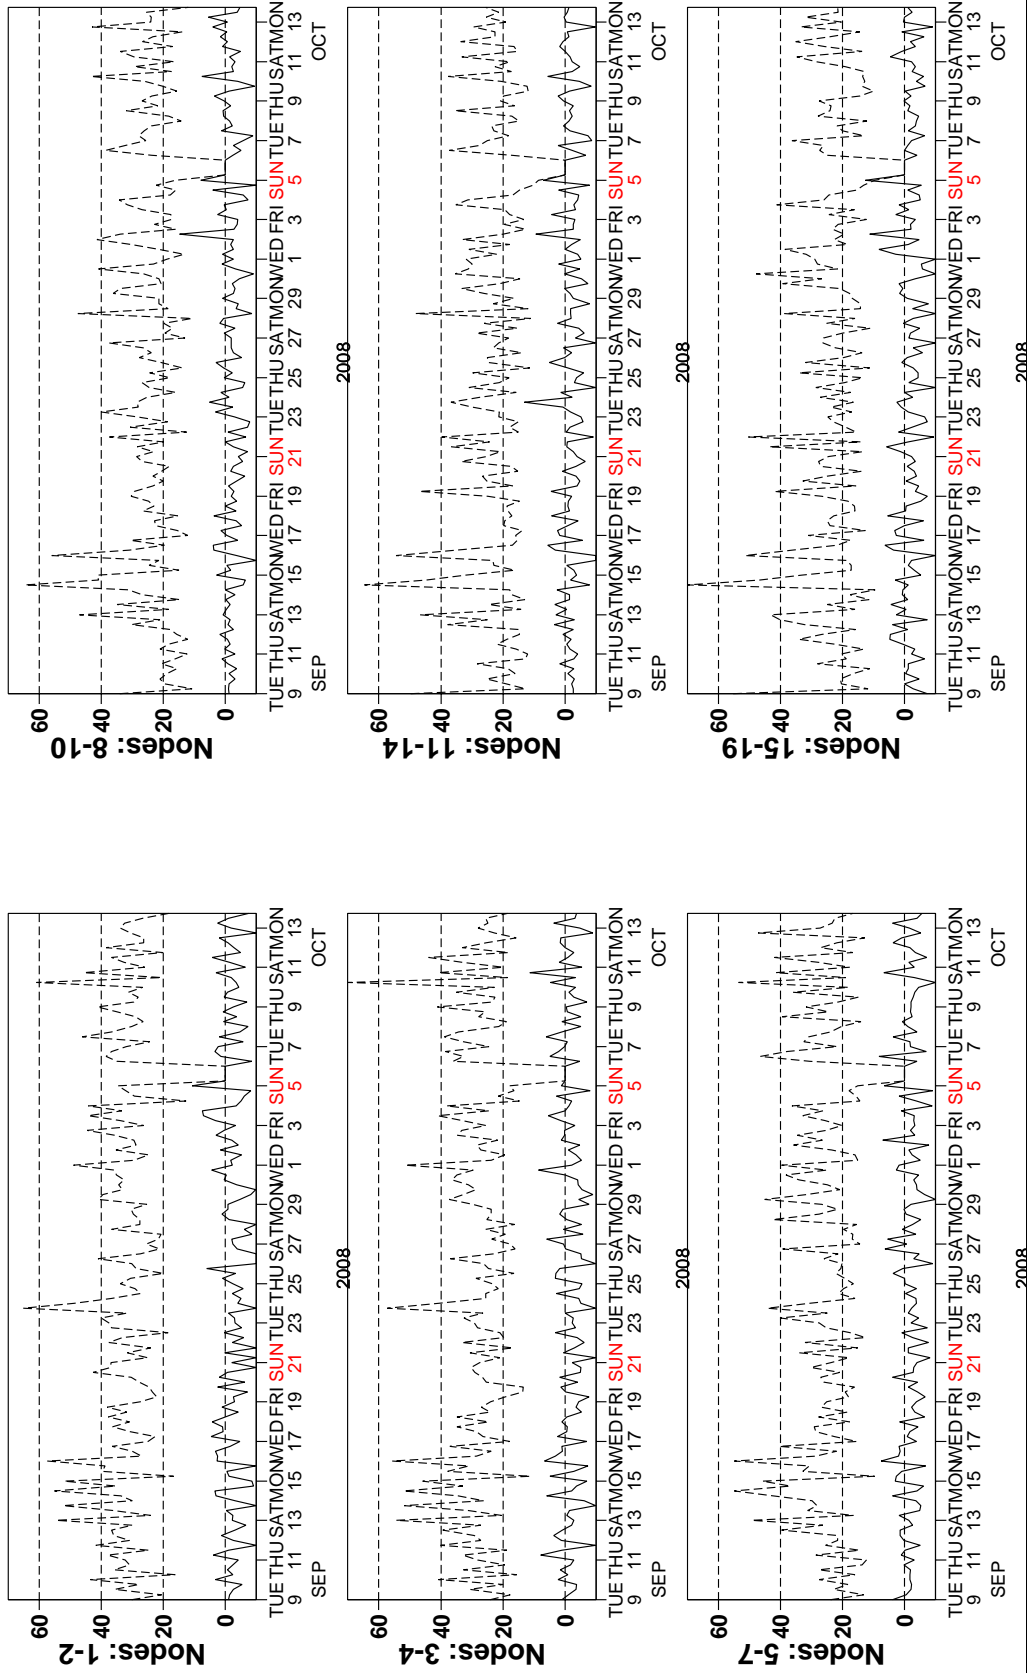 60
40
20
0
Nodes: 1-2
TUE THU SAT MON WED FRI SUN TUE THU SAT MON WED FRI SUN TUE THU SAT MON
9 11 13 15 17 19 21 23 25 27 29 1 3 5 7 9 11 13
SEP OCT
2008
60
40
20
0
Nodes: 3-4
TUE THU SAT MON WED FRI SUN TUE THU SAT MON WED FRI SUN TUE THU SAT MON
9 11 13 15 17 19 21 23 25 27 29 1 3 5 7 9 11 13
SEP OCT
2008
60
40
20
0
Nodes: 5-7
TUE THU SAT MON WED FRI SUN TUE THU SAT MON WED FRI SUN TUE THU SAT MON
9 11 13 15 17 19 21 23 25 27 29 1 3 5 7 9 11 13
SEP OCT
2008
60
40
20
0
Nodes: 8-10
TUE THU SAT MON WED FRI SUN TUE THU SAT MON WED FRI SUN TUE THU SAT MON
9 11 13 15 17 19 21 23 25 27 29 1 3 5 7 9 11 13
SEP OCT
2008
60
40
20
0
Nodes: 11-14
TUE THU SAT MON WED FRI SUN TUE THU SAT MON WED FRI SUN TUE THU SAT MON
9 11 13 15 17 19 21 23 25 27 29 1 3 5 7 9 11 13
SEP OCT
2008
60
40
20
0
Nodes: 15-19
TUE THU SAT MON WED FRI SUN TUE THU SAT MON WED FRI SUN TUE THU SAT MON
9 11 13 15 17 19 21 23 25 27 29 1 3 5 7 9 11 13
SEP OCT
2008